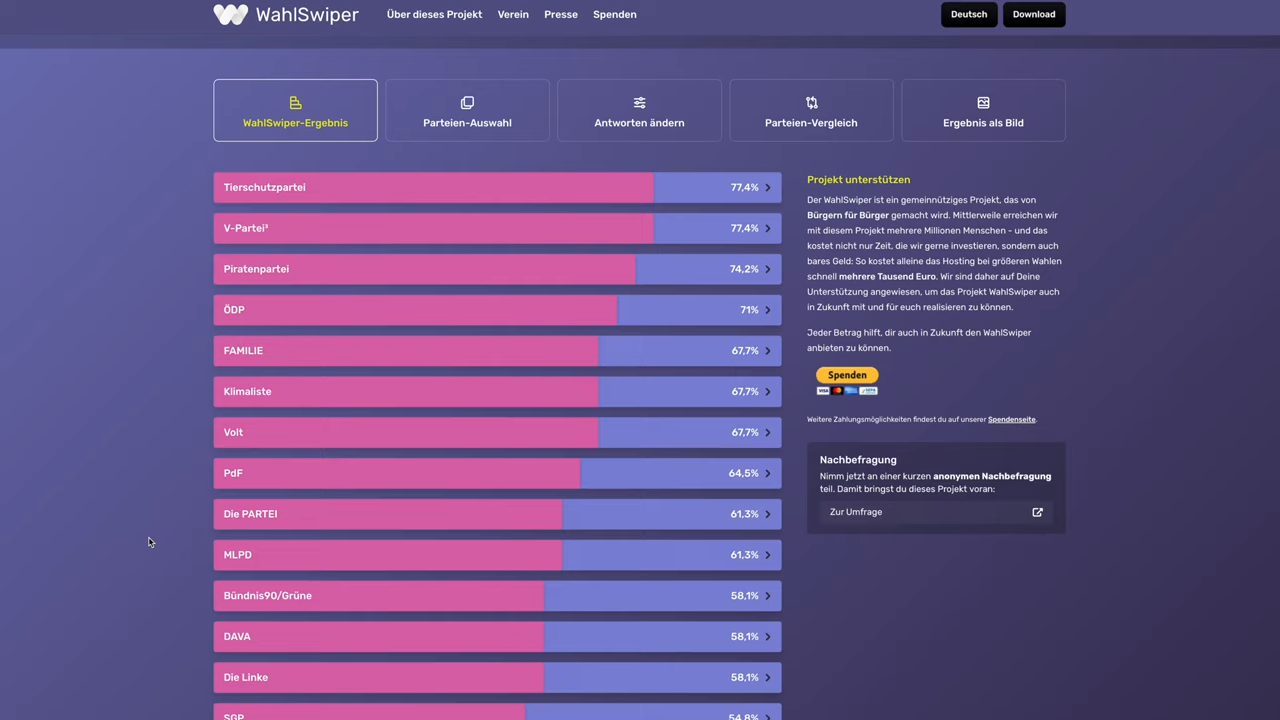 WahlSwiper
Über dieses Projekt
Verein
Presse
Spenden
Deutsch
Download
WahlSwiper-Ergebnis
Parteien-Auswahl
Antworten ändern
Parteien-Vergleich
Ergebnis als Bild
Tierschutzpartei 77,4%
V-Partei³ 77,4%
Piratenpartei 74,2%
ÖDP 71%
FAMILIE 67,7%
Klimaliste 67,7%
Volt 67,7%
PdF 64,5%
Die PARTEI 61,3%
MLPD 61,3%
Bündnis90/Grüne 58,1%
DAVA 58,1%
Die Linke 58,1%
SGP 54,8%
Projekt unterstützen
Der WahlSwiper ist ein gemeinnütziges Projekt, das von
Bürgern für Bürger gemacht wird. Mittlerweile erreichen wir
mit diesem Projekt mehrere Millionen Menschen - und das
kostet nicht nur Zeit, die wir gerne investieren, sondern auch
bares Geld: So kostet alleine das Hosting bei größeren Wahlen
schnell mehrere Tausend Euro. Wir sind daher auf Deine
Unterstützung angewiesen, um das Projekt WahlSwiper auch
in Zukunft mit und für euch realisieren zu können.
Jeder Betrag hilft, dir auch in Zukunft den WahlSwiper
anbieten zu können.
Spenden
VISA
Weitere Zahlungsmöglichkeiten findest du auf unserer Spendenseite.
Nachbefragung
Nimm jetzt an einer kurzen anonymen Nachbefragung
teil. Damit bringst du dieses Projekt voran:
Zur Umfrage